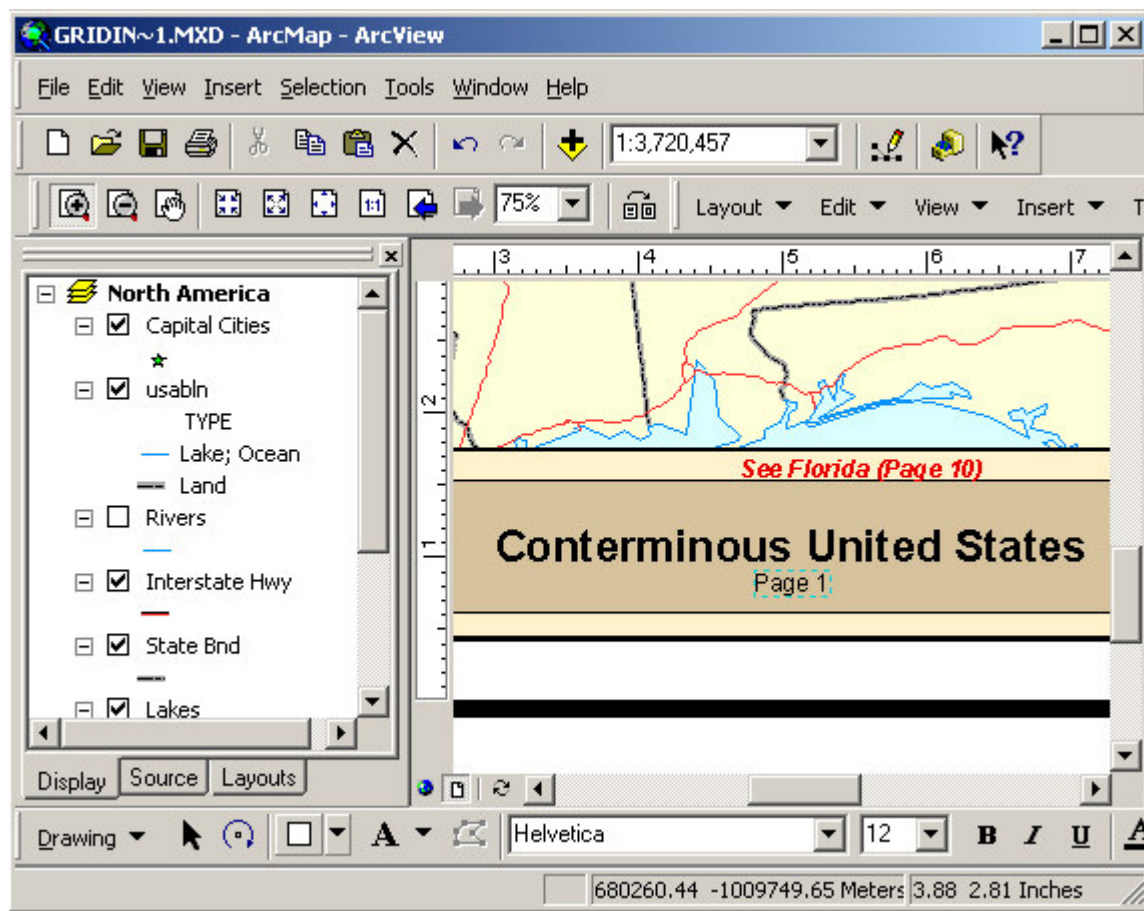 GRIDIN~1.MXD - ArcMap - ArcView
File Edit View Insert Selection Tools Window Help
1:3,720,457
1:1 75% Layout Edit View Insert T
North America
Capital Cities
usabln
TYPE
Lake; Ocean
Land
Rivers
Interstate Hwy
State Bnd
Lakes
Display Source Layouts
3 4 5 6 7
2
1
See Florida (Page 10)
Conterminous United States
Page 1
Drawing A Helvetica 12 B I U A
680260.44 -1009749.65 Meters 3.88 2.81 Inches